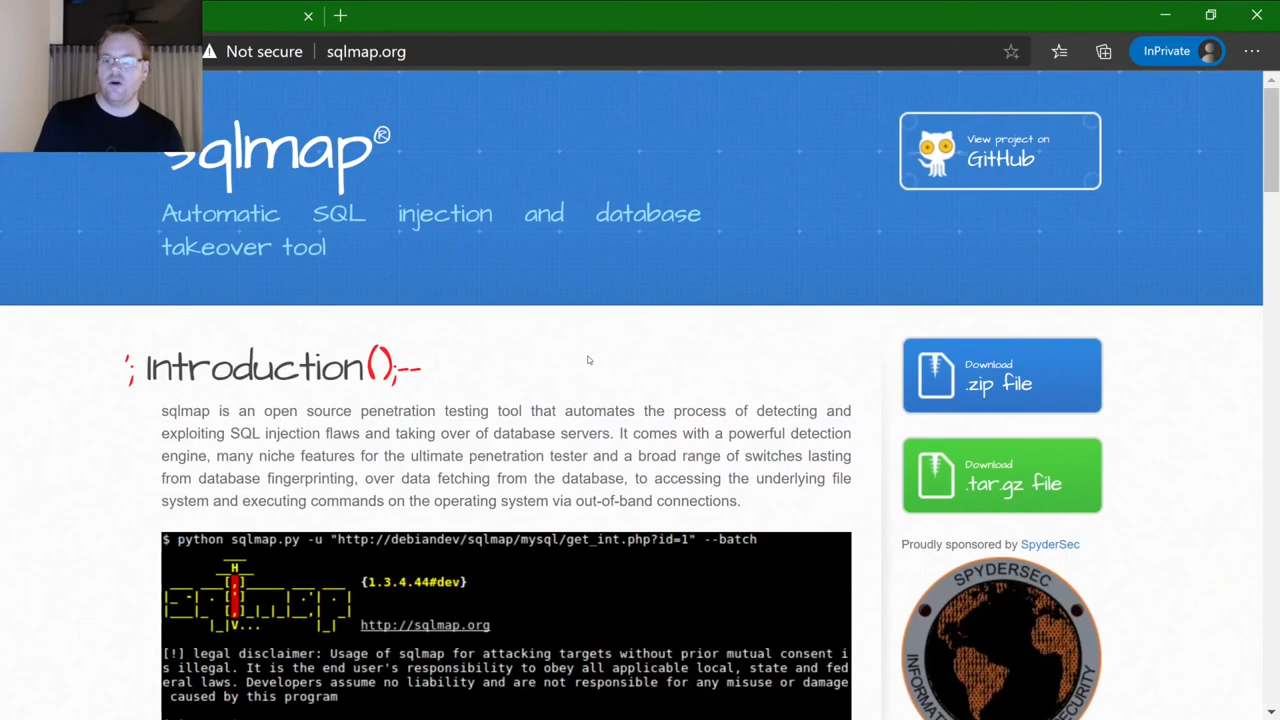 Not secure
sqlmap.org
InPrivate
sqlmap®
Automatic SQL injection and database
takeover tool
View project on
GitHub
'; Introduction();--
sqlmap is an open source penetration testing tool that automates the process of detecting and
exploiting SQL injection flaws and taking over of database servers. It comes with a powerful detection
engine, many niche features for the ultimate penetration tester and a broad range of switches lasting
from database fingerprinting, over data fetching from the database, to accessing the underlying file
system and executing commands on the operating system via out-of-band connections.
$ python sqlmap.py -u "http://debiandev/sqlmap/mysql/get_int.php?id=1" --batch
{1.3.4.44#dev}
http://sqlmap.org
[!] legal disclaimer: Usage of sqlmap for attacking targets without prior mutual consent i
s illegal. It is the end user's responsibility to obey all applicable local, state and fed
eral laws. Developers assume no liability and are not responsible for any misuse or damage
caused by this program
Download
.zip file
Download
.tar.gz file
Proudly sponsored by SpyderSec
SPYDERSEC
INFORMATION
SECURITY